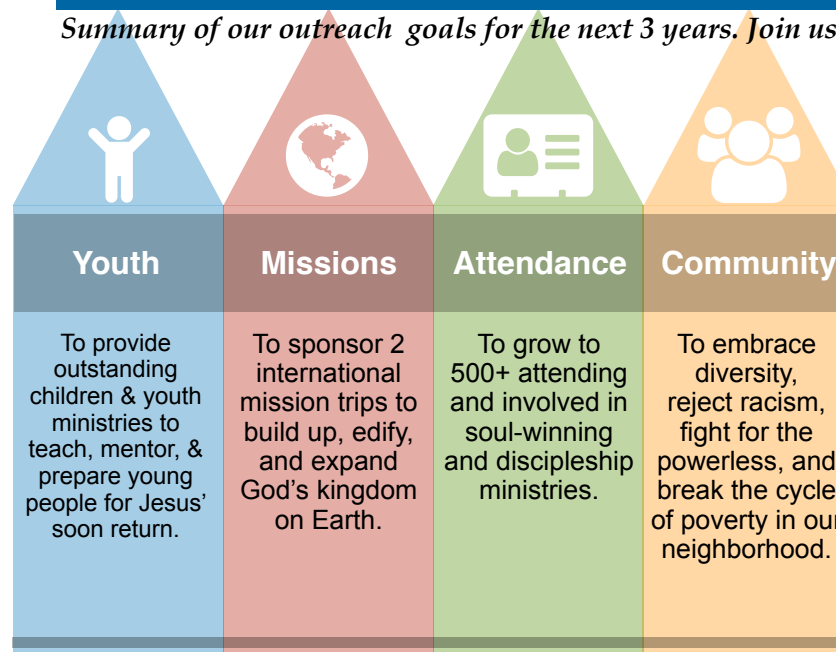 Summary of our outreach goals for the next 3 years. Join us
Youth
To provide
outstanding
children & youth
ministries to
teach, mentor, &
prepare young
people for Jesus’
soon return.
Missions
To sponsor 2
international
mission trips to
build up, edify,
and expand
God’s kingdom
on Earth.
Attendance
To grow to
500+ attending
and involved in
soul-winning
and discipleship
ministries.
Community
To embrace
diversity,
reject racism,
fight for the
powerless, and
break the cycle
of poverty in our
neighborhood.